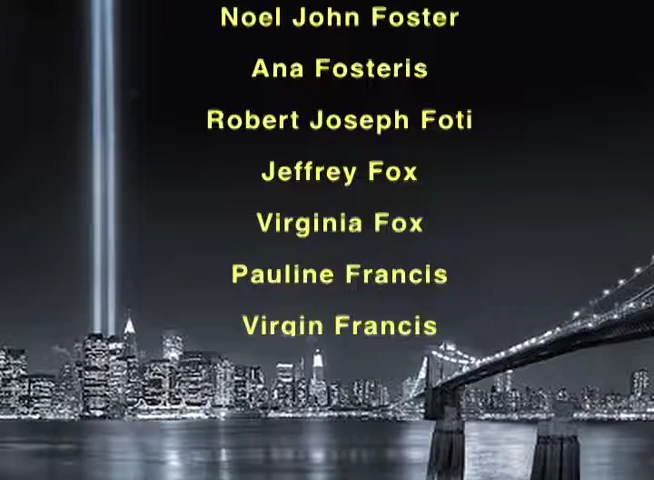 Noel John Foster
Ana Fosteris
Robert Joseph Foti
Jeffrey Fox
Virginia Fox
Pauline Francis
Virgin Francis